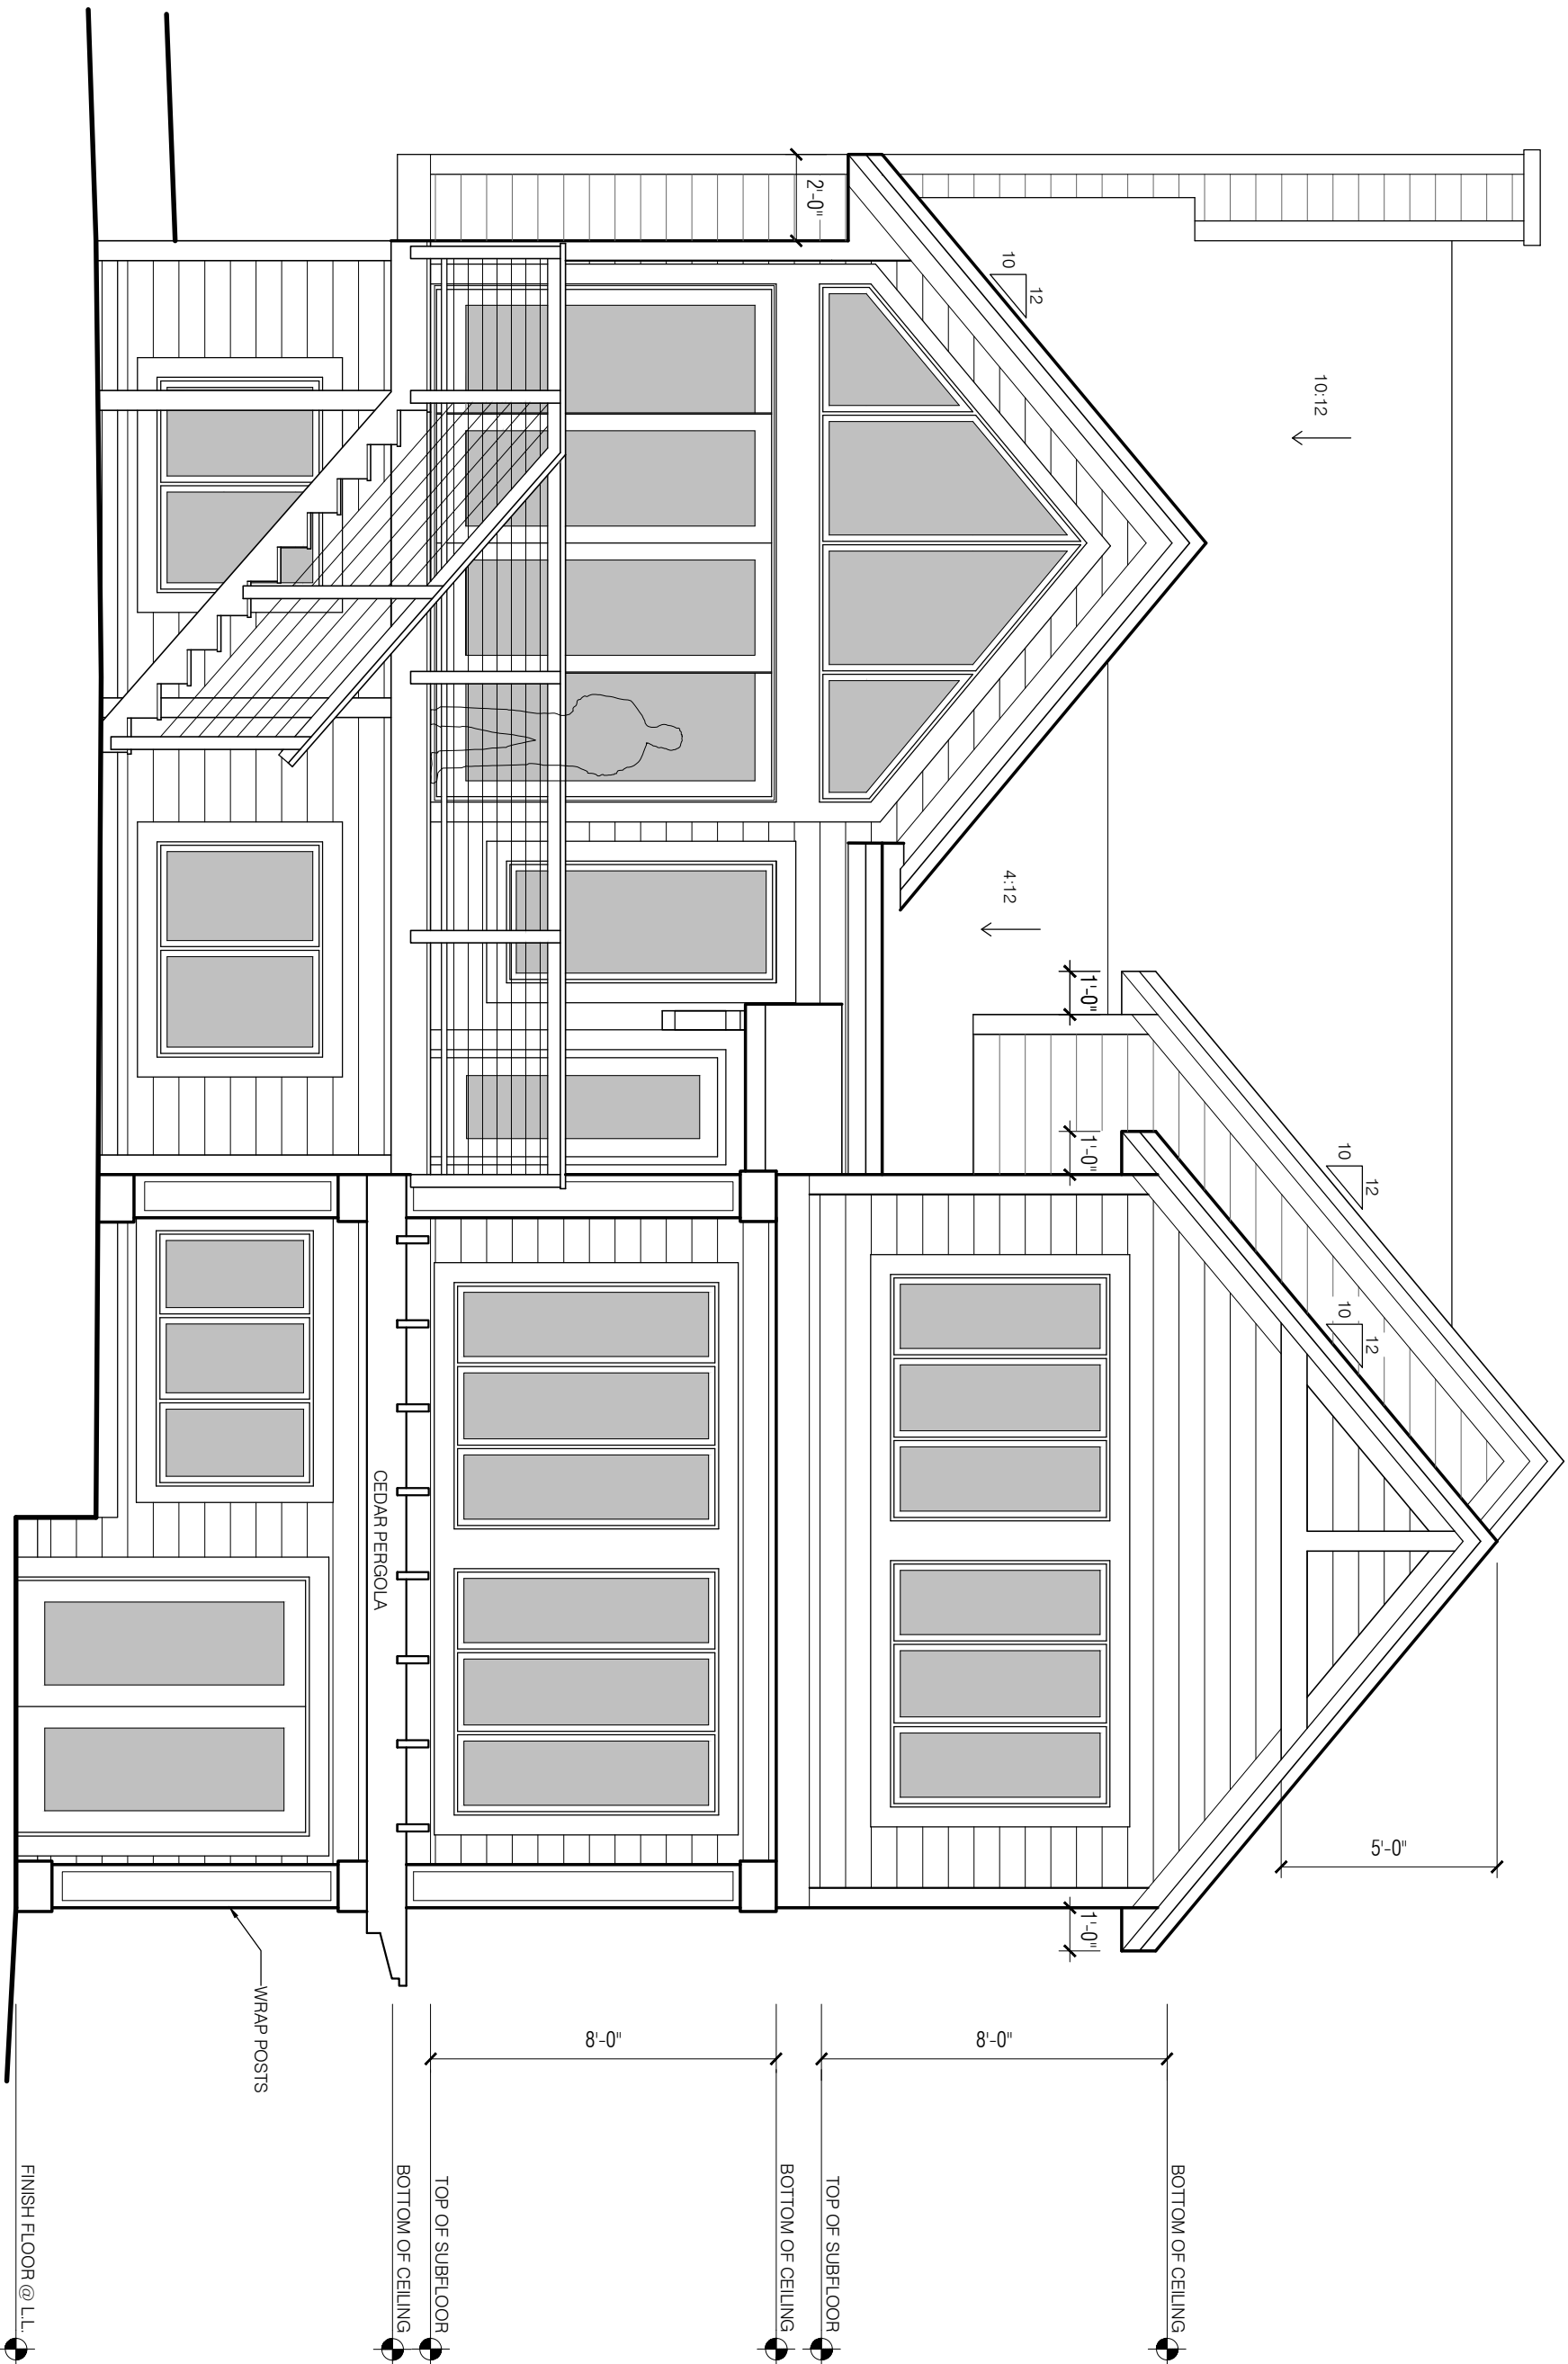 10
12
10:12
2'-0"
10
12
4:12
1'-0"
10
12
10
12
1'-0"
5'-0"
1'-0"
CEDAR PERGOLA
WRAP POSTS
8'-0"
8'-0"
BOTTOM OF CEILING
TOP OF SUBFLOOR
BOTTOM OF CEILING
TOP OF SUBFLOOR
BOTTOM OF CEILING
FINISH FLOOR @ L.L.